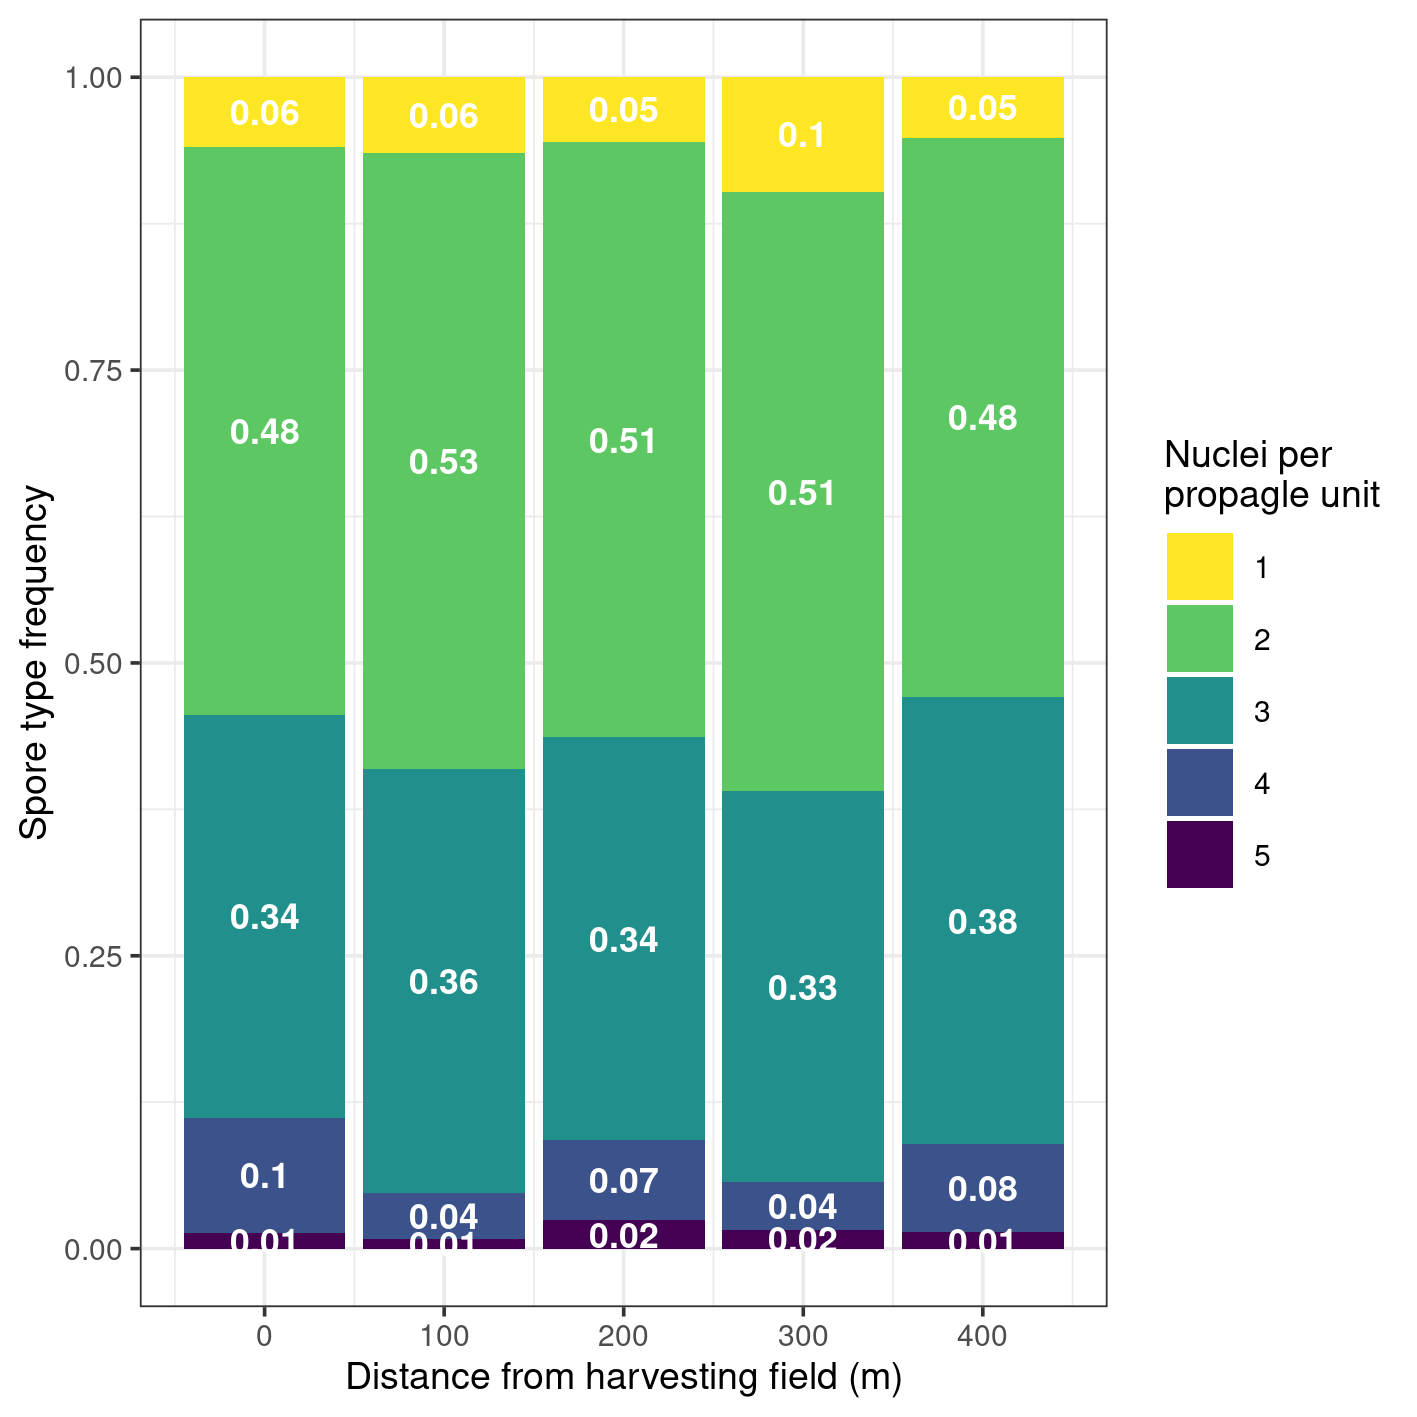 1.00
0.75
0.50
0.25
0.00
Spore type frequency
0.06 0.06 0.05 0.1 0.05
0.48 0.53 0.51 0.51 0.48
0.34 0.36 0.34 0.33 0.38
0.1 0.04 0.07 0.04 0.08
0.01 0.01 0.02 0.02 0.01
0 100 200 300 400
Distance from harvesting field (m)
Nuclei per
propagle unit
1
2
3
4
5